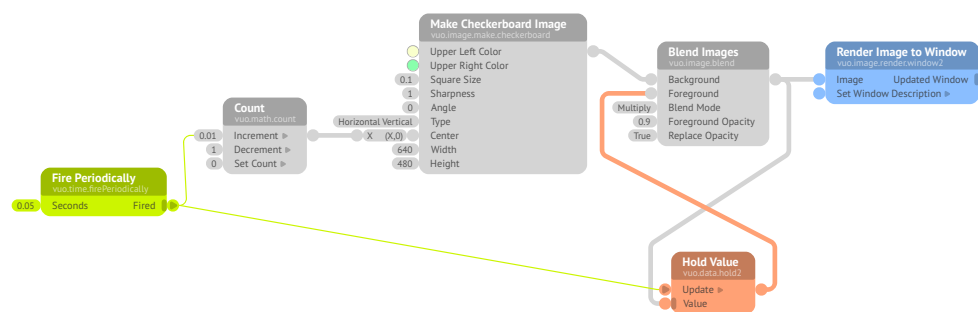 Make Checkerboard Image
vuo.image.make.checkerboard
Upper Left Color
Upper Right Color
0.1 Square Size
1 Sharpness
0 Angle
Horizontal Vertical Type
X (X,0) Center
640 Width
480 Height
Blend Images
vuo.image.blend
Background
Foreground
Multiply Blend Mode
0.9 Foreground Opacity
True Replace Opacity
Render Image to Window
vuo.image.render.window2
Image Updated Window
Set Window Description
Count
vuo.math.count
0.01 Increment
1 Decrement
0 Set Count
Fire Periodically
vuo.time.firePeriodically
0.05 Seconds Fired
Hold Value
vuo.data.hold2
Update
Value